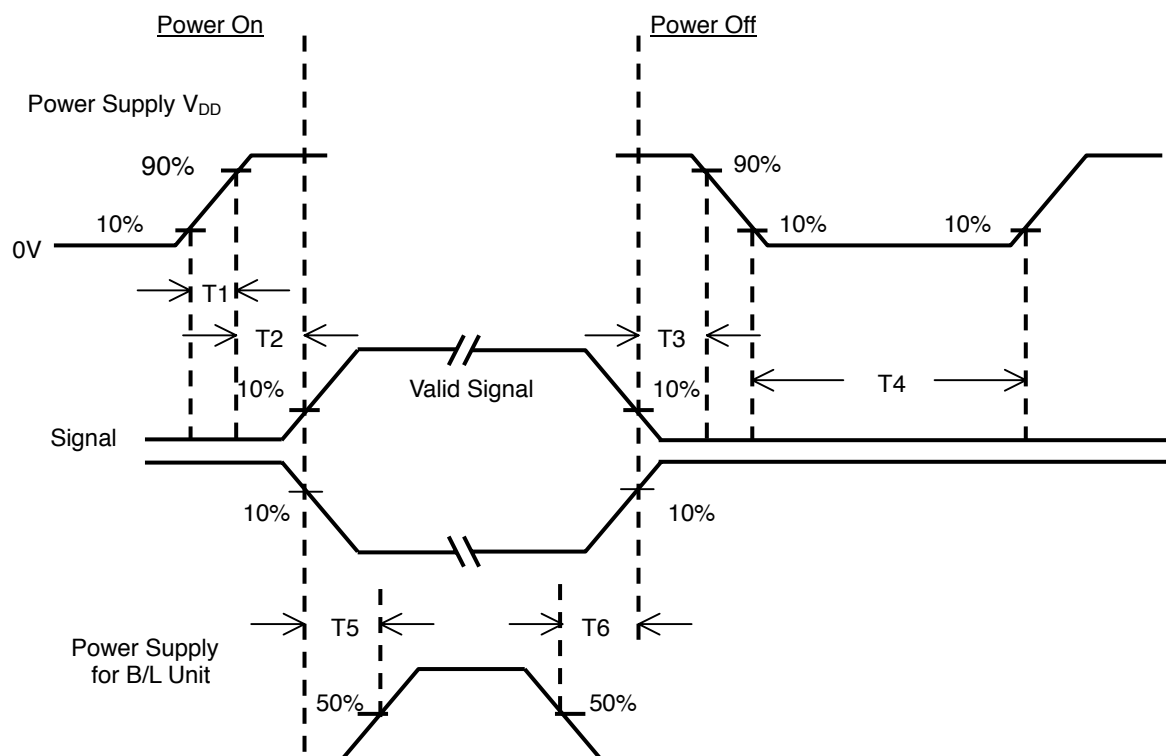 Power On
Power Off
Power Supply VDD
90%
90%
10%
10%
10%
0V
T1
T2
T3
T4
10%
Valid Signal
10%
Signal
10%
10%
T5
T6
Power Supply
for B/L Unit
50%
50%